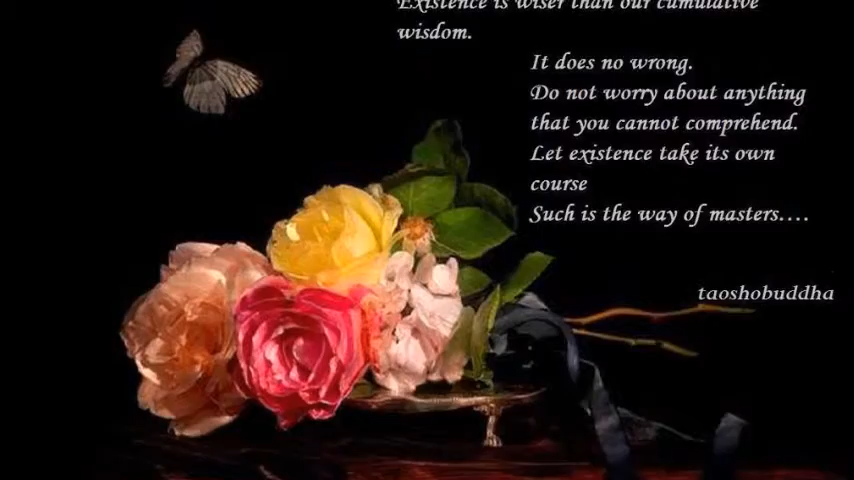 Existence is wiser than our cumulative
wisdom.
It does no wrong.
Do not worry about anything
that you cannot comprehend.
Let existence take its own
course
Such is the way of masters....
taoshobuddha